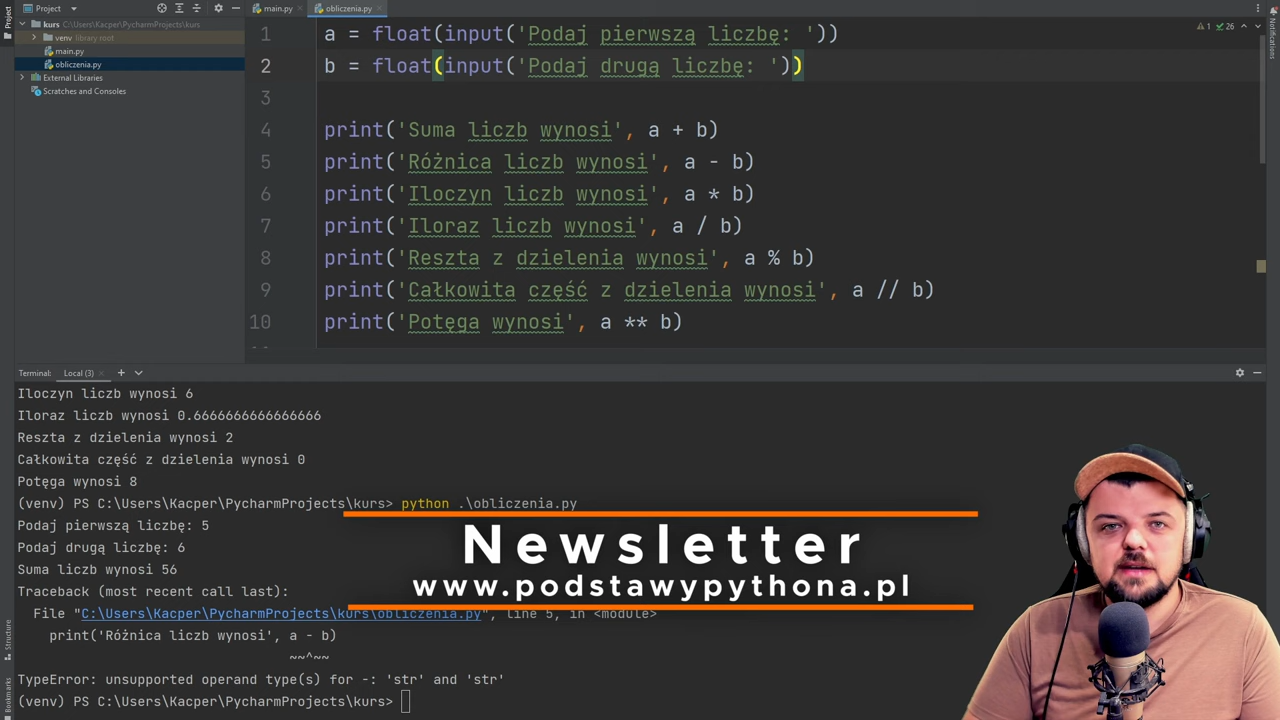 Project
kurs C:\Users\Kacper\PycharmProjects\kurs
venv library root
main.py
obliczenia.py
External Libraries
Scratches and Consoles
Project
Structure
Bookmarks
main.py
obliczenia.py
1 26
Notifications
1 a = float(input('Podaj pierwszą liczbę: '))
2 b = float(input('Podaj drugą liczbę: '))
3
4 print('Suma liczb wynosi', a + b)
5 print('Różnica liczb wynosi', a - b)
6 print('Iloczyn liczb wynosi', a * b)
7 print('Iloraz liczb wynosi', a / b)
8 print('Reszta z dzielenia wynosi', a % b)
9 print('Całkowita część z dzielenia wynosi', a // b)
10 print('Potęga wynosi', a ** b)
Terminal: Local (3)
Iloczyn liczb wynosi 6
Iloraz liczb wynosi 0.6666666666666666
Reszta z dzielenia wynosi 2
Całkowita część z dzielenia wynosi 0
Potęga wynosi 8
(venv) PS C:\Users\Kacper\PycharmProjects\kurs> python .\obliczenia.py
Podaj pierwszą liczbę: 5
Podaj drugą liczbę: 6
Suma liczb wynosi 56
Traceback (most recent call last):
File "C:\Users\Kacper\PycharmProjects\kurs\obliczenia.py", line 5, in <module>
print('Różnica liczb wynosi', a - b)
~~^~~
TypeError: unsupported operand type(s) for -: 'str' and 'str'
(venv) PS C:\Users\Kacper\PycharmProjects\kurs>
Newsletter
www.podstawypythona.pl